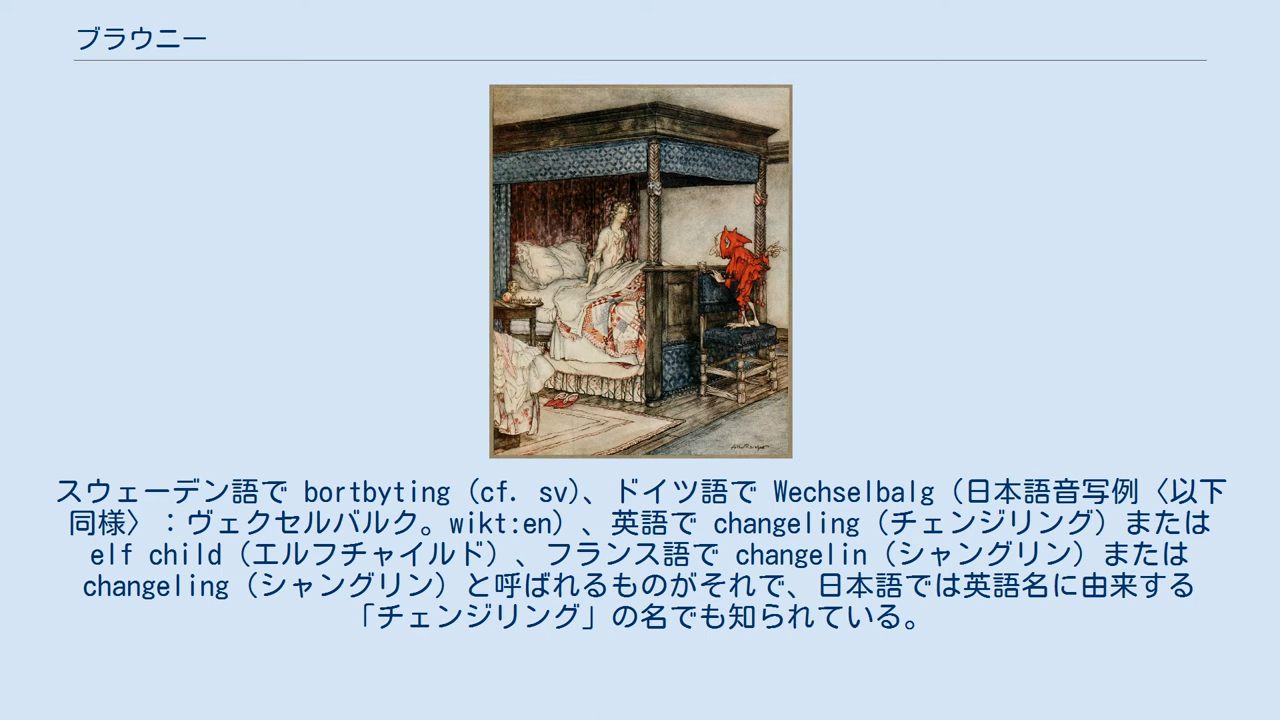 ブラウニー
スウェーデン語で bortbyting (cf. sv)、ドイツ語で Wechselbalg（日本語音写例〈以下
同様〉：ヴェクセルバルク。wikt:en）、英語で changeling（チェンジリング）または
elf child（エルフチャイルド）、フランス語で changelin（シャングリン）または
changeling（シャングリン）と呼ばれるものがそれで、日本語では英語名に由来する
「チェンジリング」の名でも知られている。